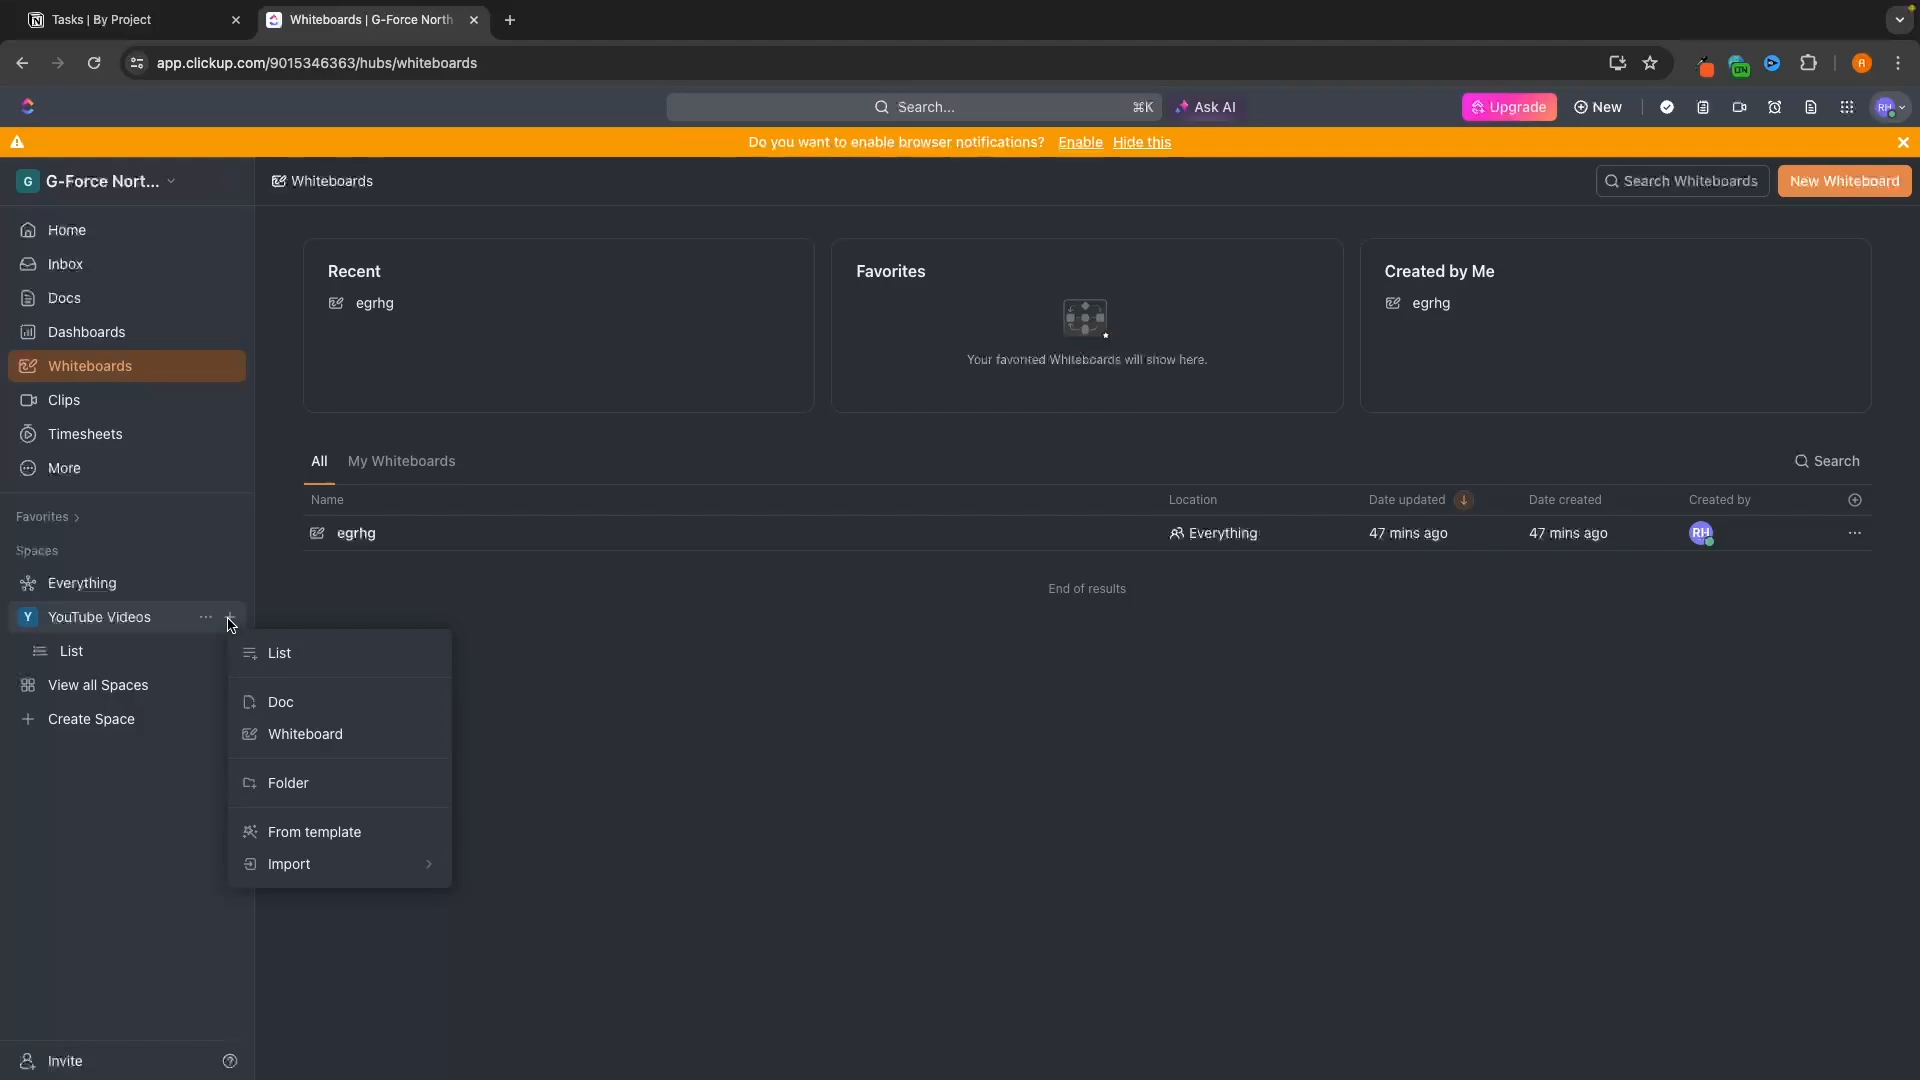 Tasks | By Project
Whiteboards | G-Force North
app.clickup.com/9015346363/hubs/whiteboards
Search...
⌘K
Ask AI
Upgrade
New
RH
Do you want to enable browser notifications? Enable Hide this
G G-Force Nort...
Whiteboards
Search Whiteboards
New Whiteboard
Home
Inbox
Docs
Dashboards
Whiteboards
Clips
Timesheets
More
Favorites
Spaces
Everything
Y YouTube Videos
List
View all Spaces
Create Space
Invite
Recent
egrhg
Favorites
Your favorited Whiteboards will show here.
Created by Me
egrhg
All
My Whiteboards
Search
Name
Location
Date updated
Date created
Created by
egrhg
Everything
47 mins ago
47 mins ago
RH
End of results
List
Doc
Whiteboard
Folder
From template
Import